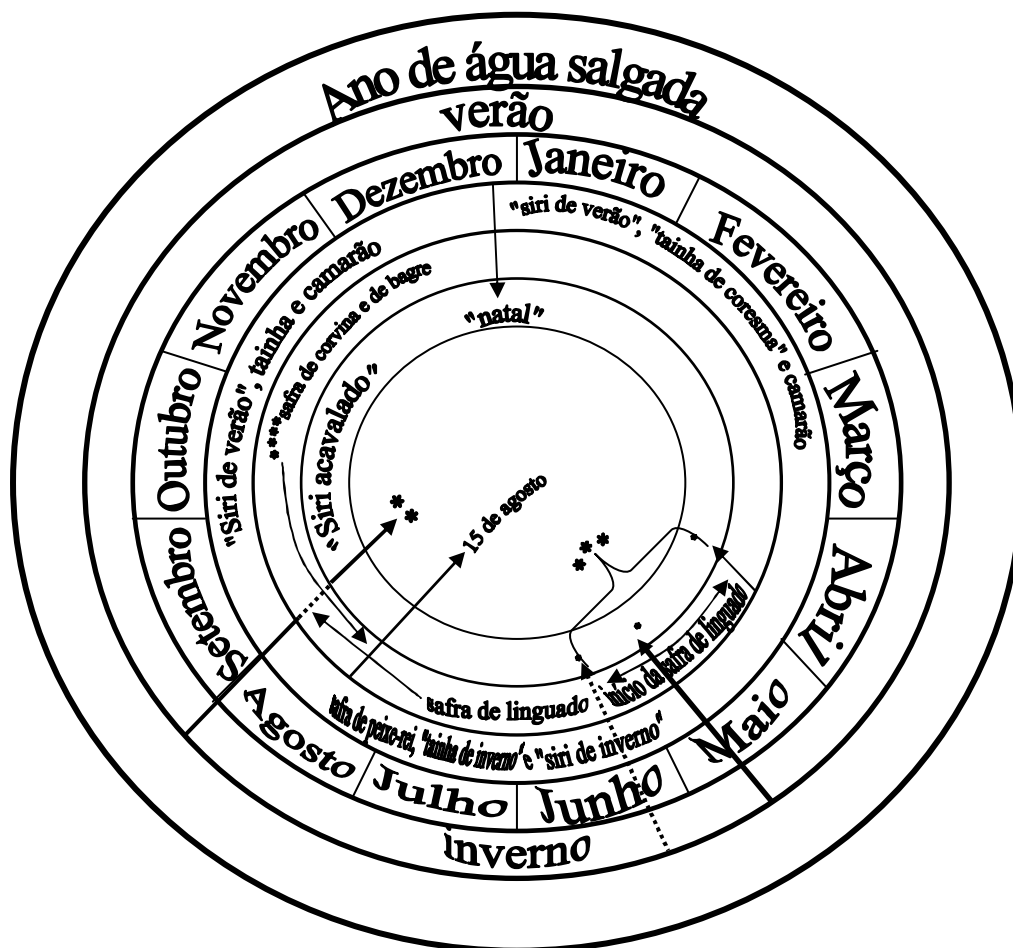 Ano de água salgada
verão
Janeiro
Fevereiro
Março
Abril
Maio
Junho
Julho
Agosto
Setembro
Outubro
Novembro
Dezembro
inverno
"siri de verão", "tainha de coresma" e camarão
"Siri de verão", tainha e camarão
safra de peixe-rei, "tainha de inverno" e "siri de inverno"
****safra de corvina e de bagre
início da safra de linguado
safra de linguado
"natal"
"Siri acavalado"
15 de agosto
**
***
*
*
*